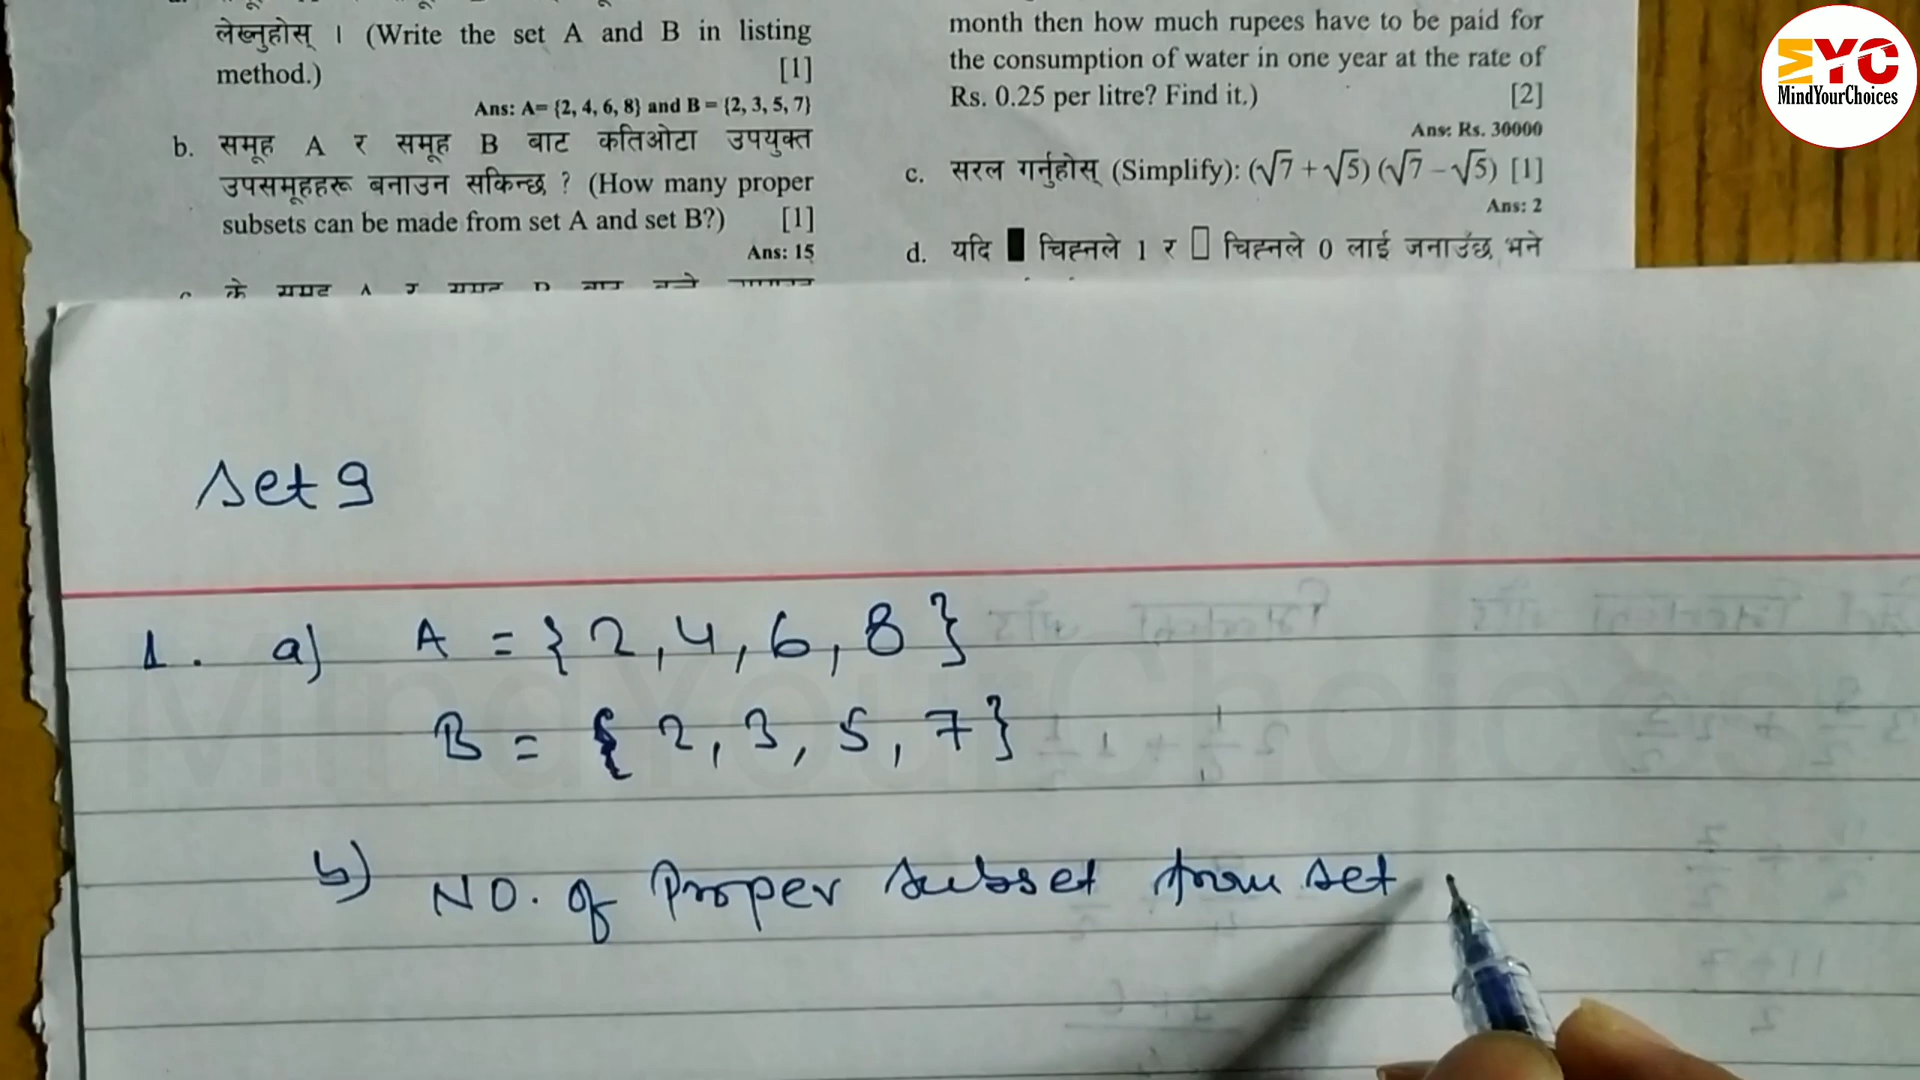 लेख्नुहोस् । (Write the set A and B in listing
method.) [1]
Ans: A= {2, 4, 6, 8} and B = {2, 3, 5, 7}
b. समूह A र समूह B बाट कतिओटा उपयुक्त
उपसमूहहरू बनाउन सकिन्छ ? (How many proper
subsets can be made from set A and set B?) [1]
Ans: 15
month then how much rupees have to be paid for
the consumption of water in one year at the rate of
Rs. 0.25 per litre? Find it.) [2]
Ans: Rs. 30000
c. सरल गर्नुहोस् (Simplify): (√7 + √5) (√7 – √5) [1]
Ans: 2
d. यदि █ चिह्नले 1 र ▯ चिह्नले 0 लाई जनाउँछ भने
MYC
MindYourChoices
Set 9
1. a) A = {2, 4, 6, 8}
B = {2, 3, 5, 7}
b) NO. of Proper subset from set
MindYourChoices